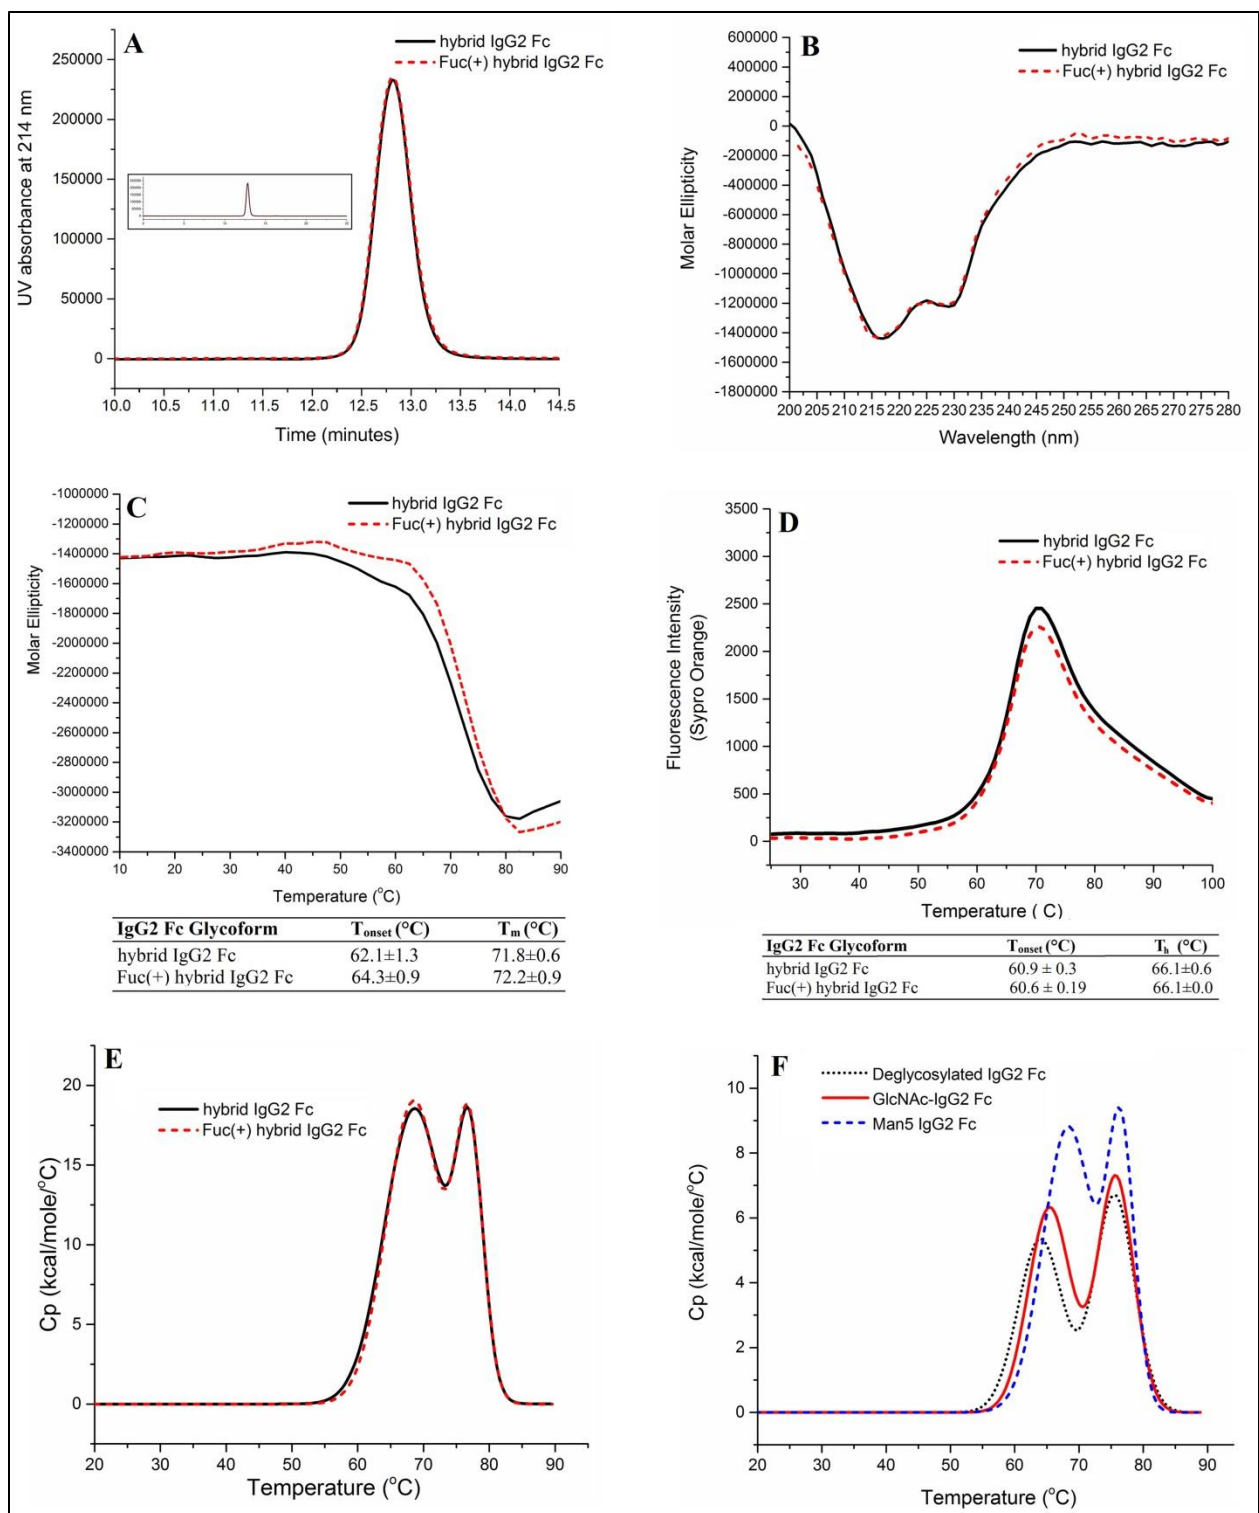 A
hybrid IgG2 Fc
Fuc(+) hybrid IgG2 Fc
UV absorbance at 214 nm
250000
200000
150000
100000
50000
0
10.0 10.5 11.0 11.5 12.0 12.5 13.0 13.5 14.0 14.5
Time (minutes)
B
hybrid IgG2 Fc
Fuc(+) hybrid IgG2 Fc
Molar Ellipticity
600000
400000
200000
0
-200000
-400000
-600000
-800000
-1000000
-1200000
-1400000
-1600000
-1800000
200 205 210 215 220 225 230 235 240 245 250 255 260 265 270 275 280
Wavelength (nm)
C
hybrid IgG2 Fc
Fuc(+) hybrid IgG2 Fc
Molar Ellipticity
-1000000
-1200000
-1400000
-1600000
-1800000
-2000000
-2200000
-2400000
-2600000
-2800000
-3000000
-3200000
-3400000
10 20 30 40 50 60 70 80 90
Temperature (°C)
IgG2 Fc Glycoform Tonset (°C) Tm (°C)
hybrid IgG2 Fc 62.1±1.3 71.8±0.6
Fuc(+) hybrid IgG2 Fc 64.3±0.9 72.2±0.9
D
hybrid IgG2 Fc
Fuc(+) hybrid IgG2 Fc
Fluorescence Intensity
(Sypro Orange)
3500
3000
2500
2000
1500
1000
500
0
30 40 50 60 70 80 90 100
Temperature ( C)
IgG2 Fc Glycoform Tonset (°C) Th (°C)
hybrid IgG2 Fc 60.9 ± 0.3 66.1±0.6
Fuc(+) hybrid IgG2 Fc 60.6 ± 0.19 66.1±0.0
E
hybrid IgG2 Fc
Fuc(+) hybrid IgG2 Fc
Cp (kcal/mole/°C)
20
15
10
5
0
20 30 40 50 60 70 80 90
Temperature (°C)
F
Deglycosylated IgG2 Fc
GlcNAc-IgG2 Fc
Man5 IgG2 Fc
Cp (kcal/mole/°C)
10
8
6
4
2
0
20 30 40 50 60 70 80 90
Temperature (°C)